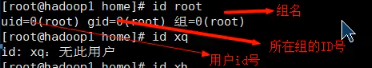 [root@hadoop1 home]# id root
组名
uid=0(root) gid=0(root) 组=0(root)
[root@hadoop1 home]# id xq
所在组的ID号
id: xq: 无此用户
用户id号
[root@hadoop1 home]# id xh